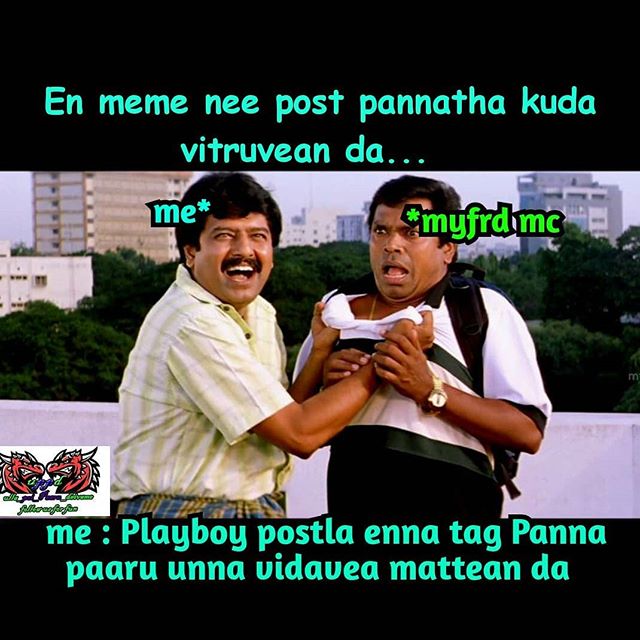 En meme nee post pannatha kuda
vitruvean da...
me*
*myfrd mc
me : Playboy postla enna tag Panna
paaru unna vidavea mattean da